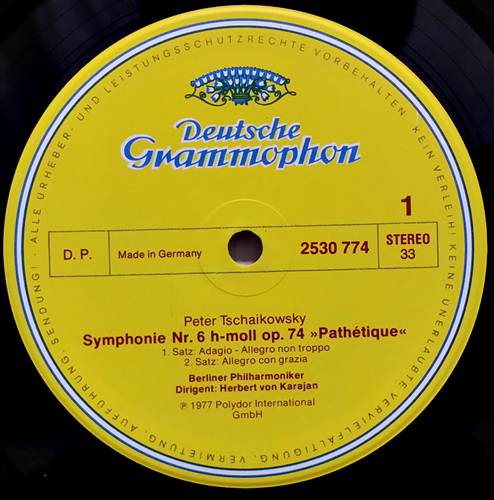 ALLE URHEBER- UND LEISTUNGSSCHUTZRECHTE VORBEHALTEN. KEIN VERLEIH! KEINE UNERLAUBTE VERVIELFÄLTIGUNG, VERMIETUNG, AUFFÜHRUNG, SENDUNG! -
Deutsche
Grammophon
1
D. P.
Made in Germany
2530 774
STEREO
33
Peter Tschaikowsky
Symphonie Nr. 6 h-moll op. 74 »Pathétique«
1. Satz: Adagio - Allegro non troppo
2. Satz: Allegro con grazia
Berliner Philharmoniker
Dirigent: Herbert von Karajan
℗ 1977 Polydor International
GmbH